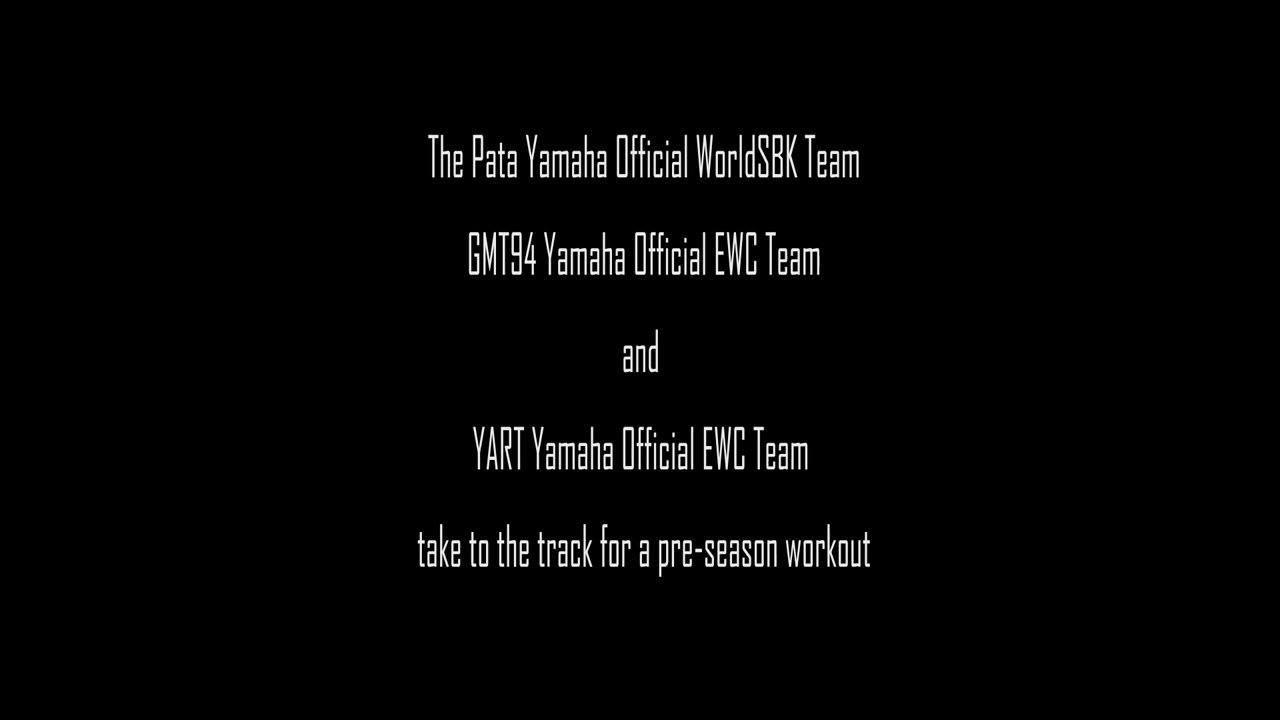 The Pata Yamaha Official WorldSBK Team
GMT94 Yamaha Official EWC Team
and
YART Yamaha Official EWC Team
take to the track for a pre-season workout